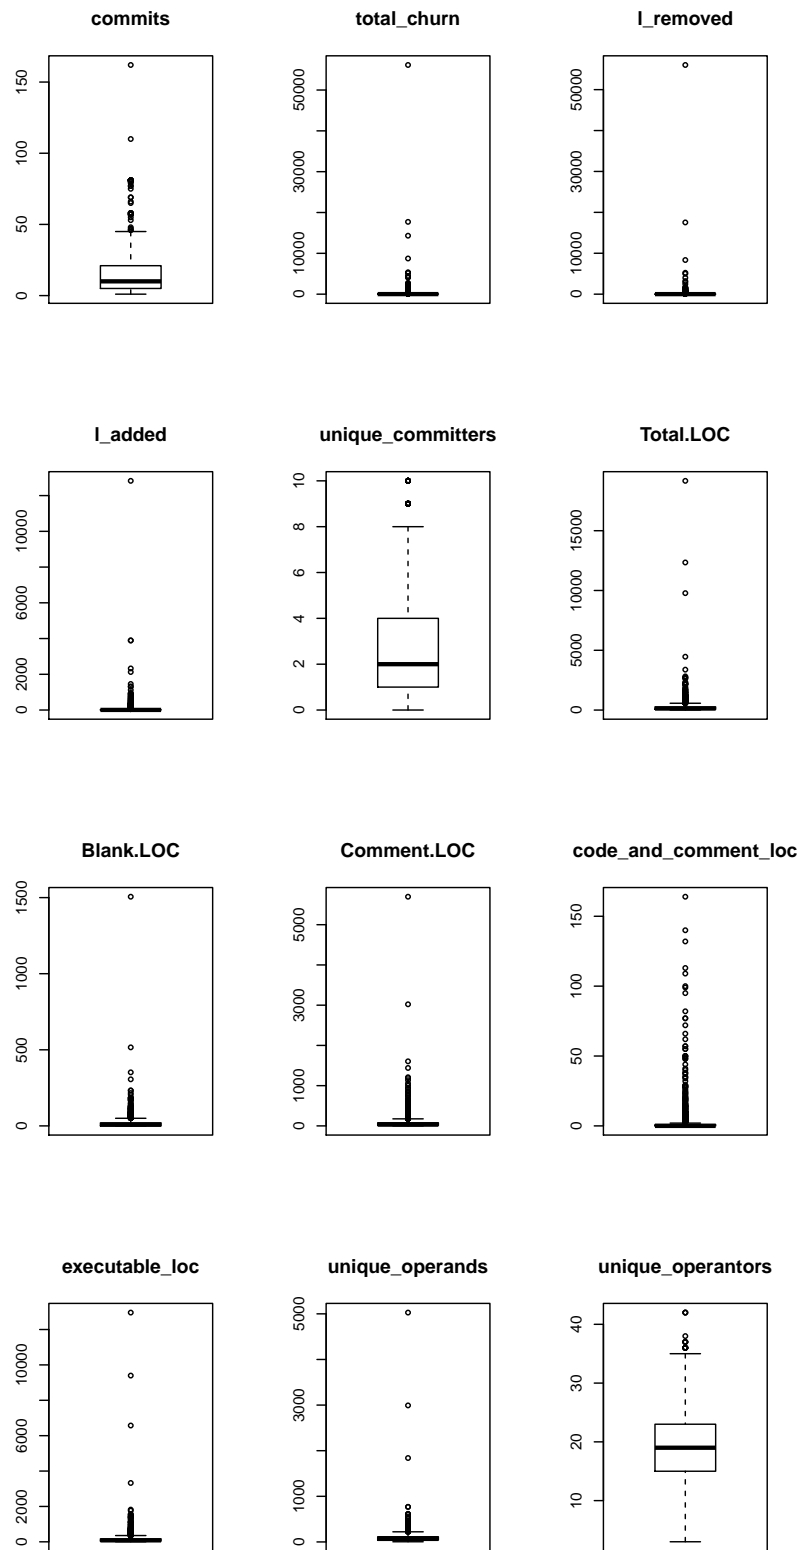 commits
0 50 100 150
total_churn
0 10000 30000 50000
l_removed
0 10000 30000 50000
l_added
0 2000 6000 10000
unique_committers
0 2 4 6 8 10
Total.LOC
0 5000 10000 15000
Blank.LOC
0 500 1000 1500
Comment.LOC
0 1000 3000 5000
code_and_comment_loc
0 50 100 150
executable_loc
0 2000 6000 10000
unique_operands
0 1000 3000 5000
unique_operantors
10 20 30 40